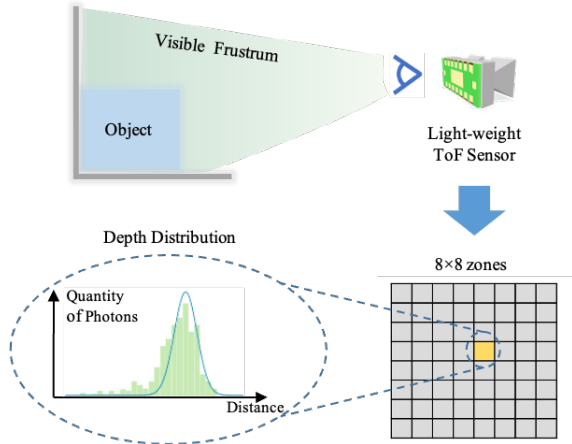 Visible Frustrum
Object
Light-weight
ToF Sensor
Depth Distribution
8×8 zones
Quantity
of Photons
Distance